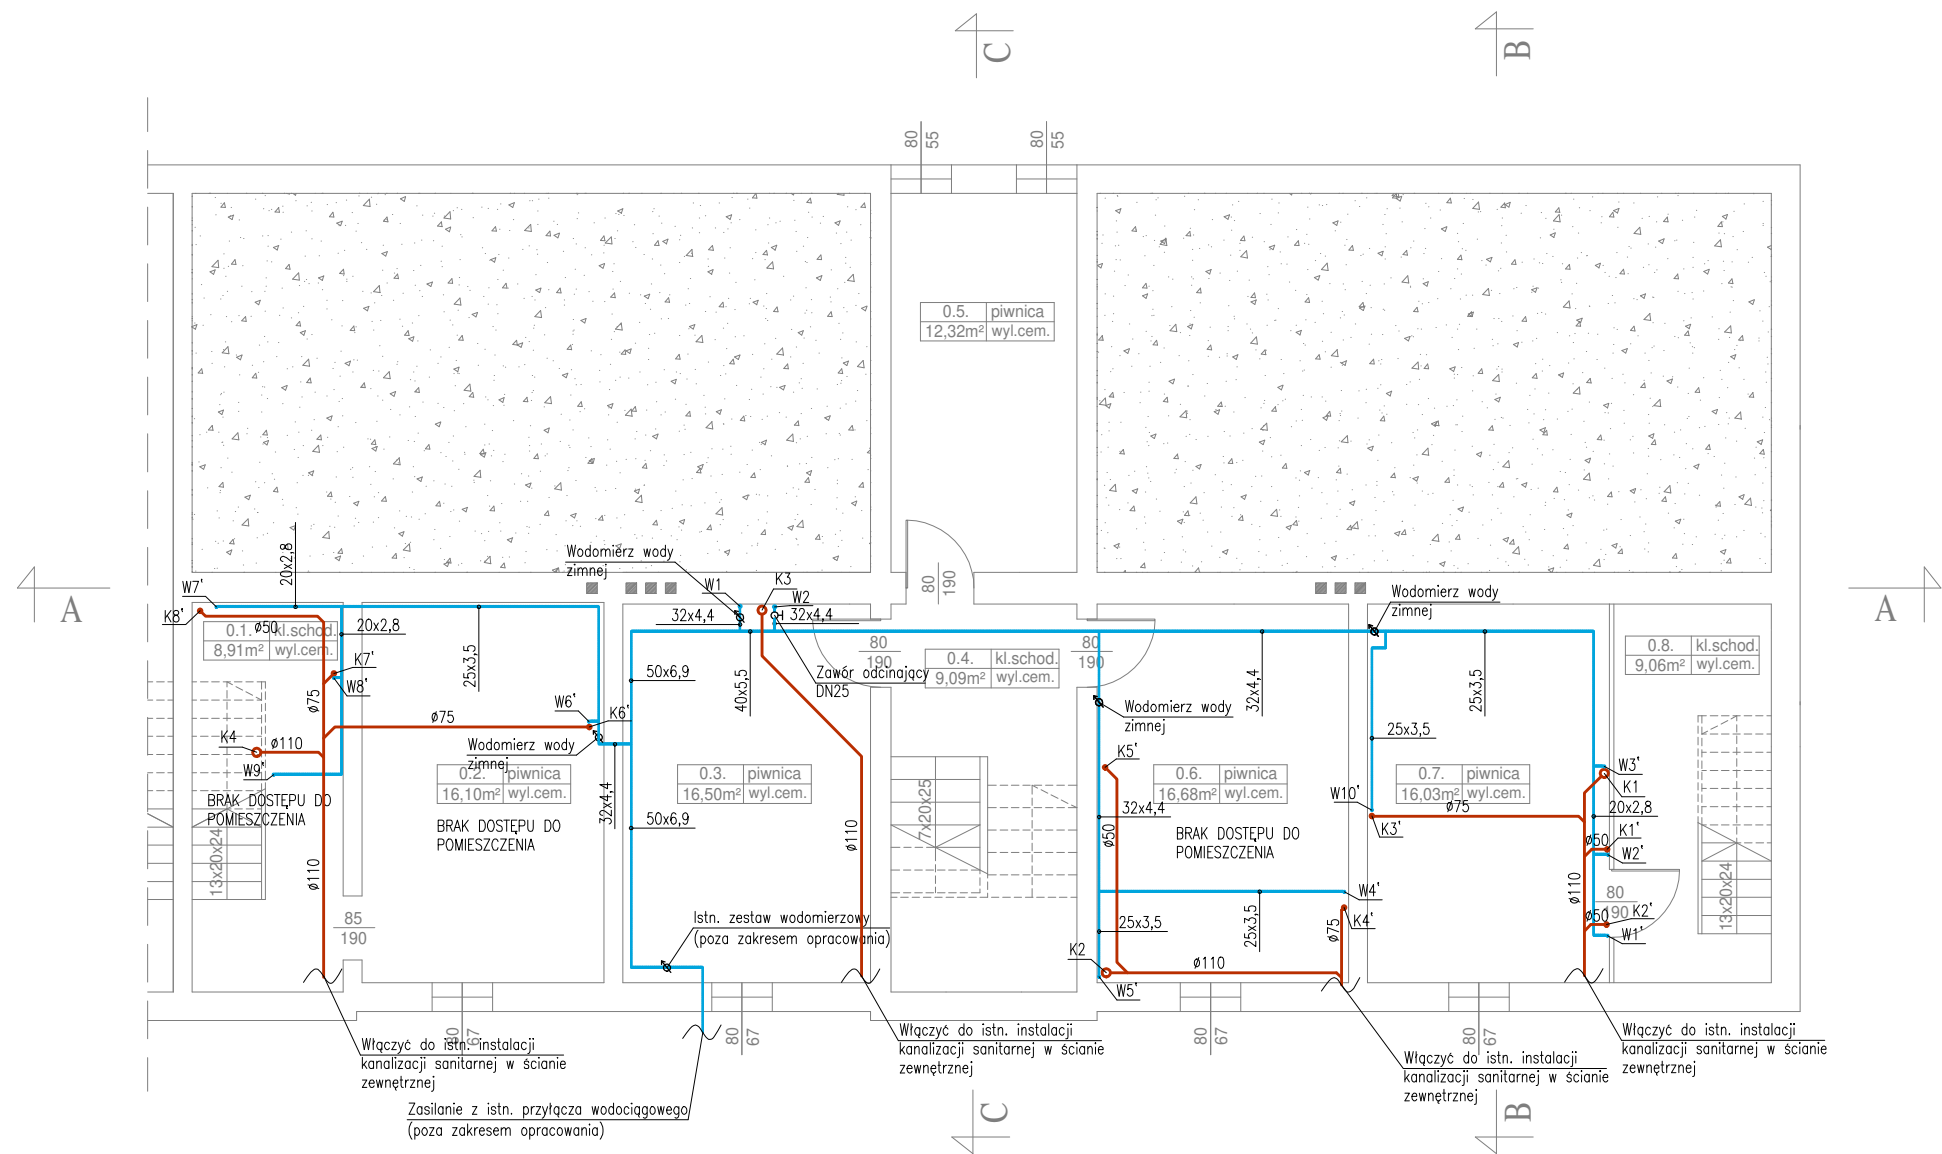 C
B
80
55
80
55
0.5. piwnica
12,32m² wyl.cem.
A
A
20x2,8
Wodomierz wody
zimnej
W7'
K8'
W1
K3
W2
32x4,4
32x4,4
80
190
Wodomierz wody
zimnej
ø50
0.1. kl.schod.
8,91m² wyl.cem.
20x2,8
K7'
W8'
ø75
25x3,5
ø75
W6'
K6'
50x6,9
40x5,5
Zawór odcinający
DN25
80
190
0.4. kl.schod.
9,09m² wyl.cem.
80
190
32x4,4
25x3,5
0.8. kl.schod.
9,06m² wyl.cem.
K4
ø110
W9'
Wodomierz wody
zimnej
Wodomierz wody
zimnej
25x3,5
K5'
0.2. piwnica
16,10m² wyl.cem.
0.3. piwnica
16,50m² wyl.cem.
0.6. piwnica
16,68m² wyl.cem.
0.7. piwnica
16,03m² wyl.cem.
W3'
K1
W10'
K3'
ø75
20x2,8
BRAK DOSTĘPU DO
POMIESZCZENIA
BRAK DOSTĘPU DO
POMIESZCZENIA
BRAK DOSTĘPU DO
POMIESZCZENIA
32x4,4
50x6,9
ø110
7x20x25
32x4,4
ø50
ø50
K1'
W2'
13x20x24
ø110
85
190
Istn. zestaw wodomierzowy
(poza zakresem opracowania)
25x3,5
25x3,5
W4'
K4'
ø75
ø110
80
190
ø50
K2'
W1'
13x20x24
K2
ø110
W5'
80
67
80
67
80
67
80
67
Włączyć do istn. instalacji
kanalizacji sanitarnej w ścianie
zewnętrznej
Włączyć do istn. instalacji
kanalizacji sanitarnej w ścianie
zewnętrznej
Włączyć do istn. instalacji
kanalizacji sanitarnej w ścianie
zewnętrznej
Włączyć do istn. instalacji
kanalizacji sanitarnej w ścianie
zewnętrznej
Zasilanie z istn. przyłącza wodociągowego
(poza zakresem opracowania)
C
B